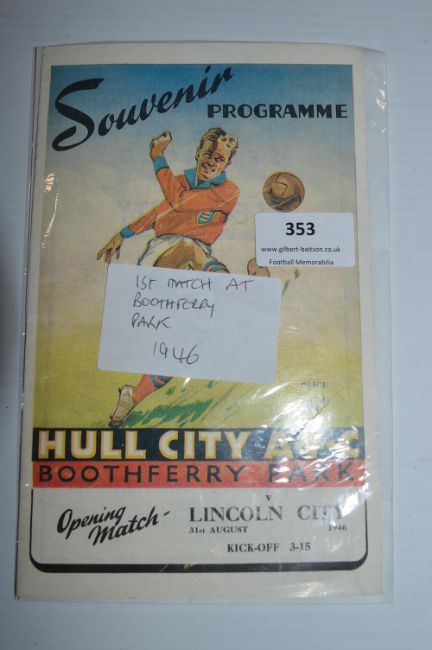 Souvenir
PROGRAMME
353
www.gilbert-baitson.co.uk
Football Memorabilia
1ST MATCH AT
BOOTHFERRY
PARK
1946
PRICE
HULL CITY A.F.C
BOOTHFERRY PARK
v
Opening
Match -
LINCOLN CITY
31st AUGUST 1946
KICK-OFF 3-15